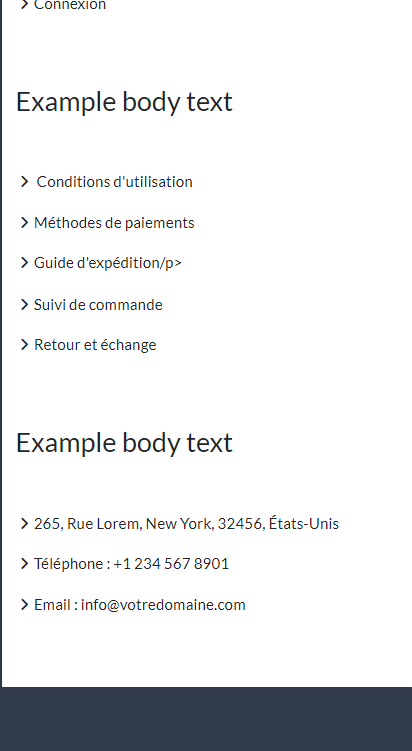 Connexion
Example body text
Conditions d'utilisation
Méthodes de paiements
Guide d'expédition/p>
Suivi de commande
Retour et échange
Example body text
265, Rue Lorem, New York, 32456, États-Unis
Téléphone : +1 234 567 8901
Email : info@votredomaine.com